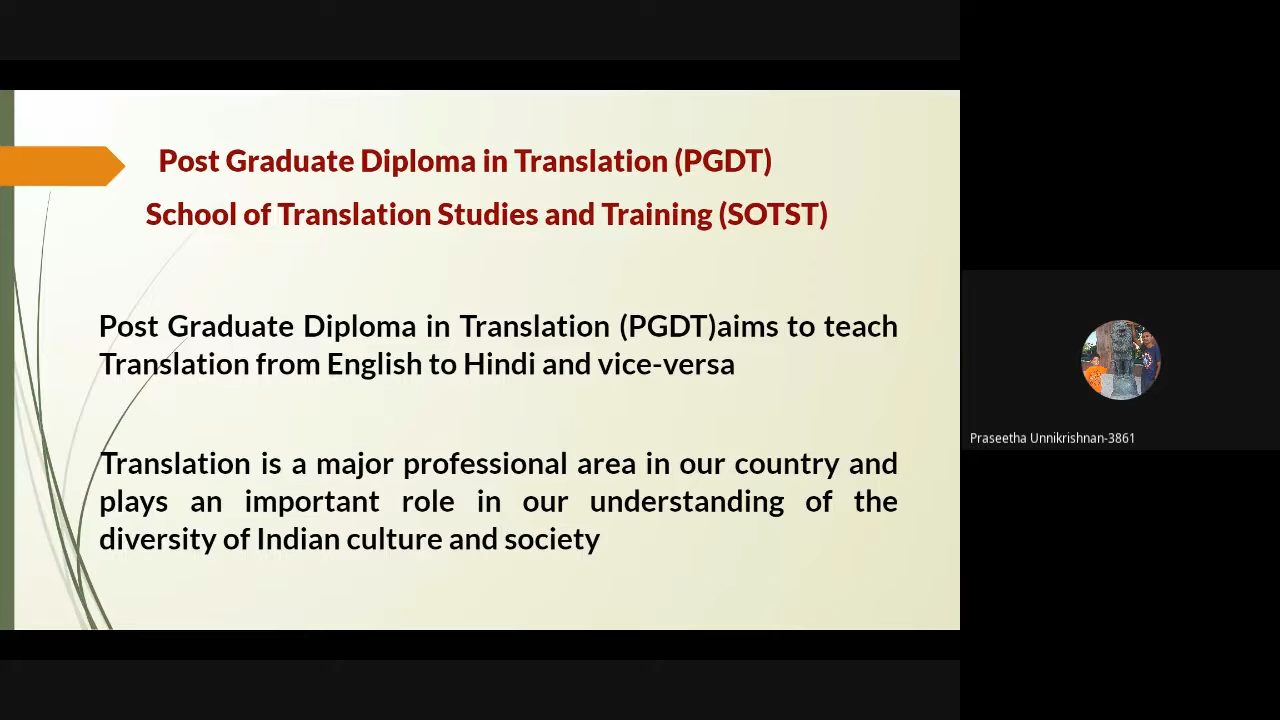 Post Graduate Diploma in Translation (PGDT)
School of Translation Studies and Training (SOTST)
Post Graduate Diploma in Translation (PGDT)aims to teach
Translation from English to Hindi and vice-versa
Translation is a major professional area in our country and
plays an important role in our understanding of the
diversity of Indian culture and society
Praseetha Unnikrishnan-3861